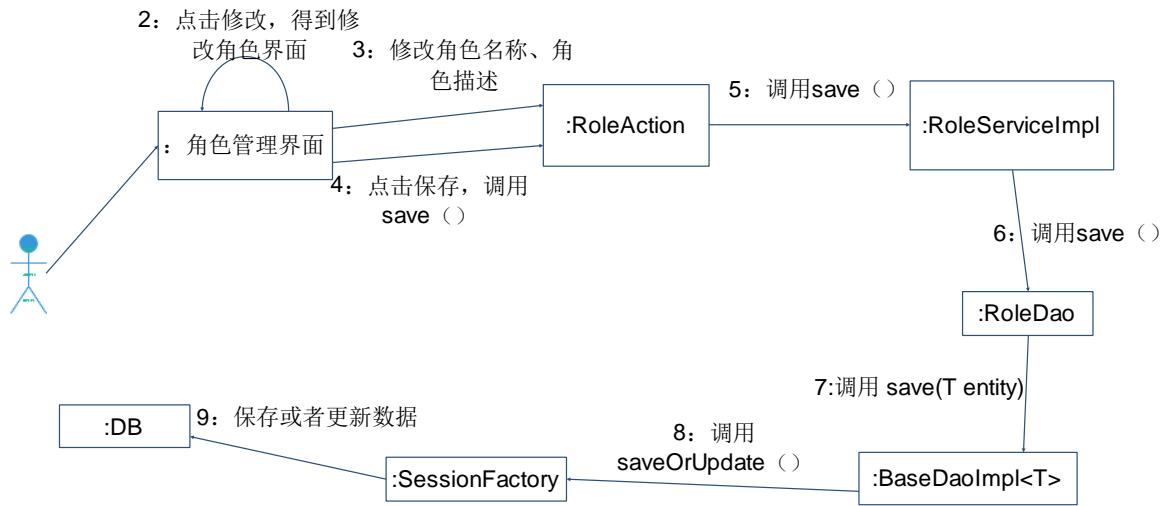 2：点击修改，得到修
改角色界面
3：修改角色名称、角
色描述
5：调用save（）
:RoleAction
:RoleServiceImpl
：角色管理界面
4：点击保存，调用
save（）
6：调用save（）
:RoleDao
7:调用 save(T entity)
9：保存或者更新数据
:DB
8：调用
saveOrUpdate（）
:SessionFactory
:BaseDaoImpl<T>